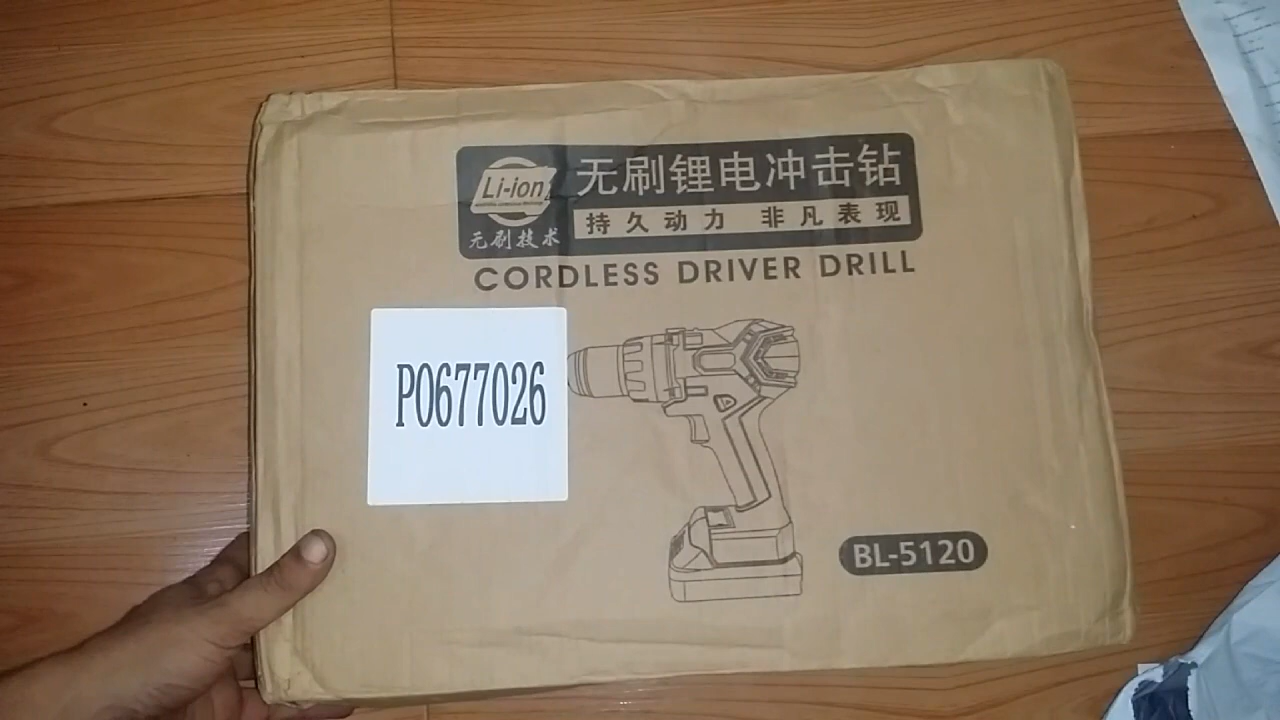 Li-ion
无刷技术
无刷锂电冲击钻
持久动力 非凡表现
CORDLESS DRIVER DRILL
P0677026
BL-5120